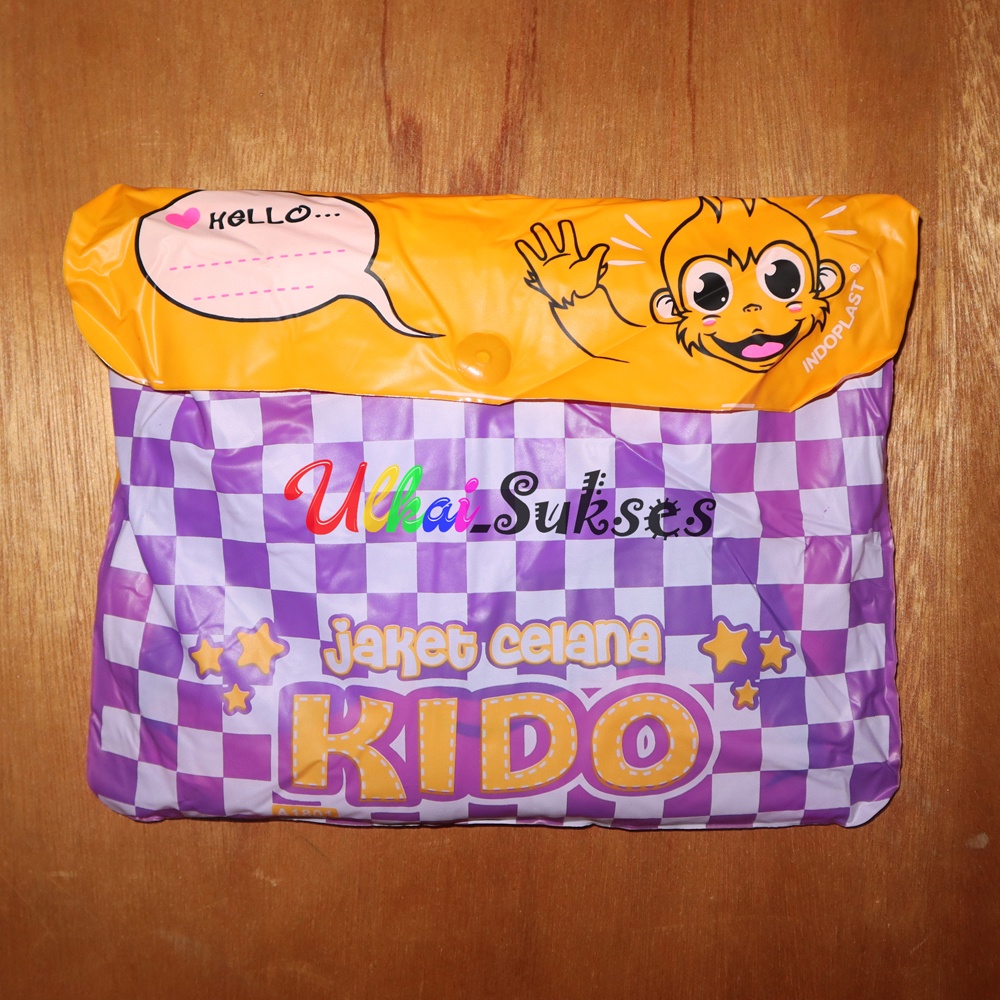 HELLO...
INDOPLAST ®
Ulkai_Sukses
jaket celana
KIDO